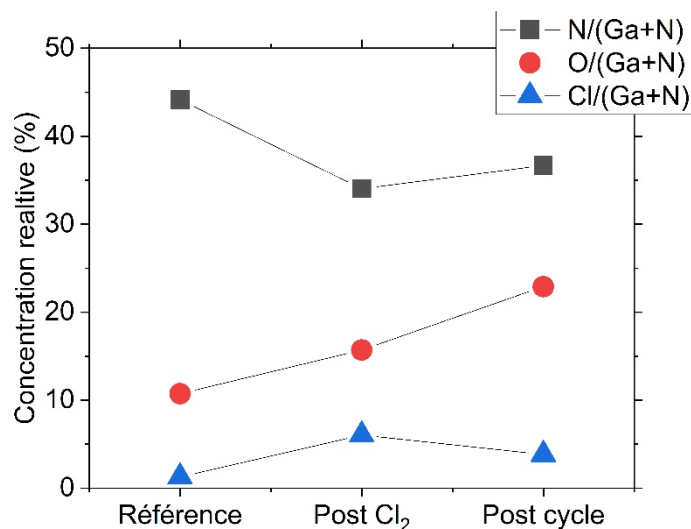 N/(Ga+N)
O/(Ga+N)
Cl/(Ga+N)
Concentration realtive (%)
50
40
30
20
10
0
Référence Post Cl₂ Post cycle